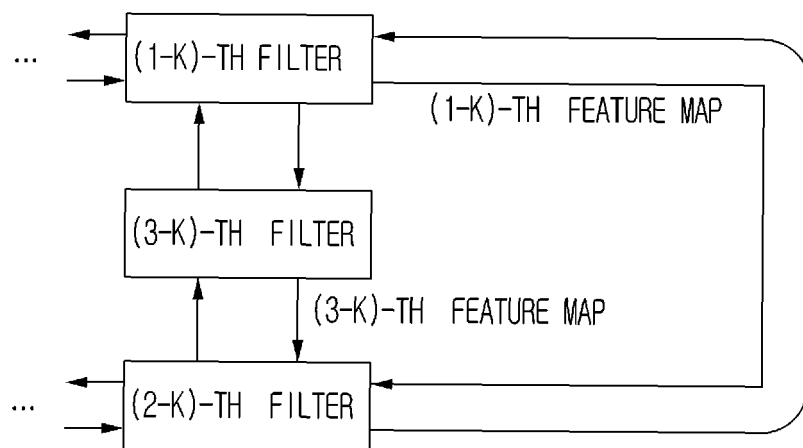 ...
(1-K)-TH FILTER
(1-K)-TH FEATURE MAP
(3-K)-TH FILTER
(3-K)-TH FEATURE MAP
...
(2-K)-TH FILTER